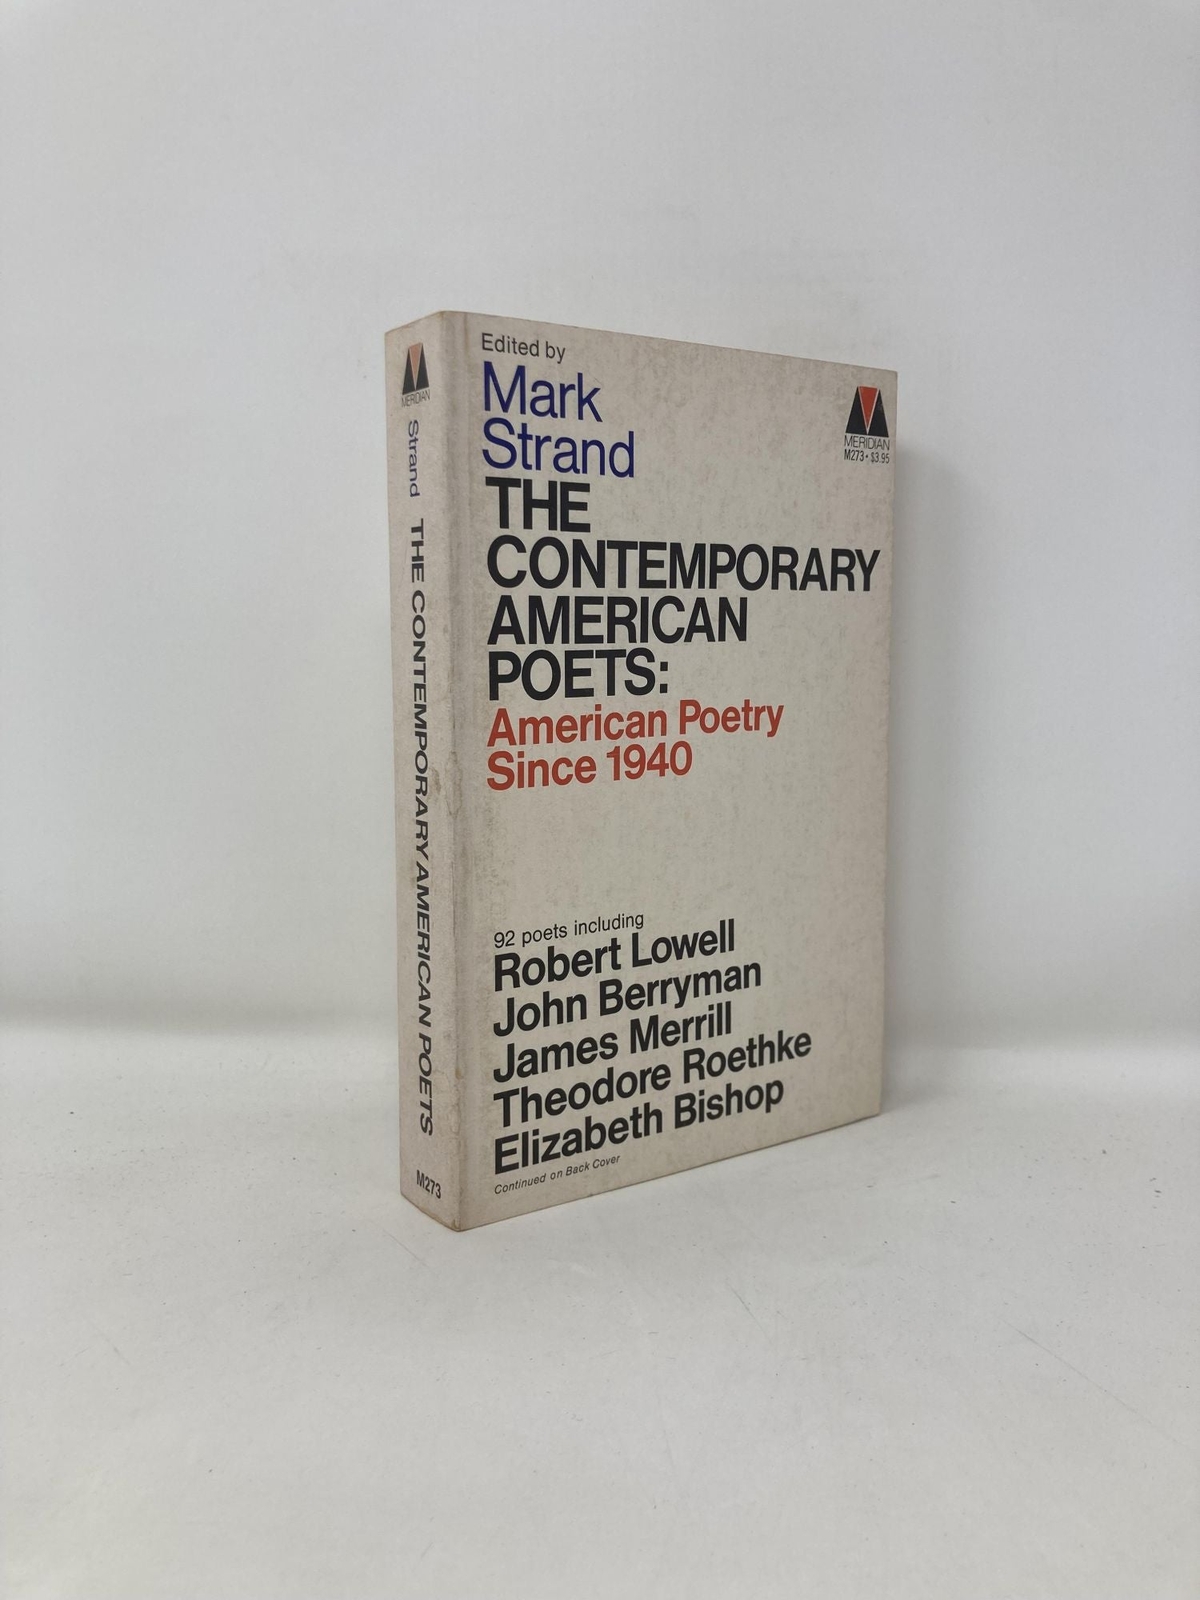 MERIDIAN
Strand THE CONTEMPORARY AMERICAN POETS
M273
Edited by
Mark
Strand
THE
CONTEMPORARY
AMERICAN
POETS:
American Poetry
Since 1940
MERIDIAN
M273 • $3.95
92 poets including
Robert Lowell
John Berryman
James Merrill
Theodore Roethke
Elizabeth Bishop
Continued on Back Cover